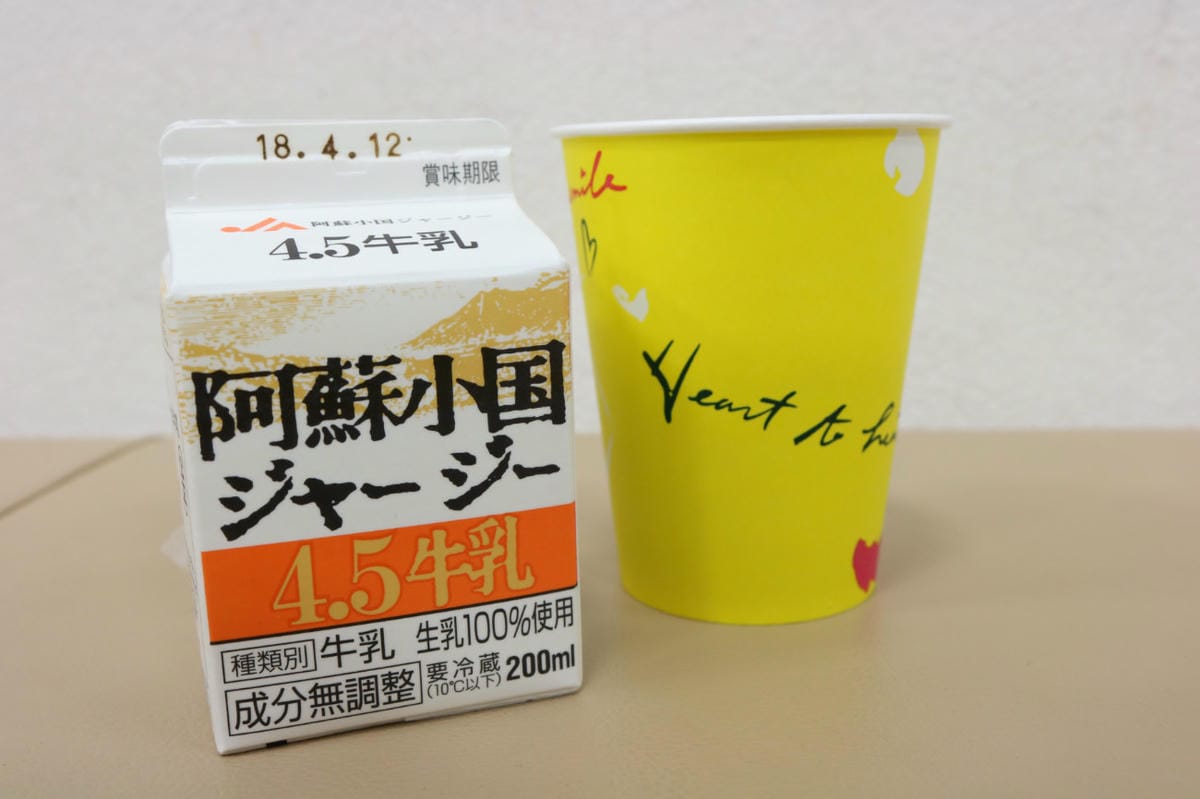 18.4.12
賞味期限
JA 阿蘇小国ジャージー
4.5牛乳
阿蘇小国
ジャージー
4.5牛乳
種類別 牛乳 生乳100%使用
成分無調整 要冷蔵 (10℃以下) 200ml
mile
Heart to he